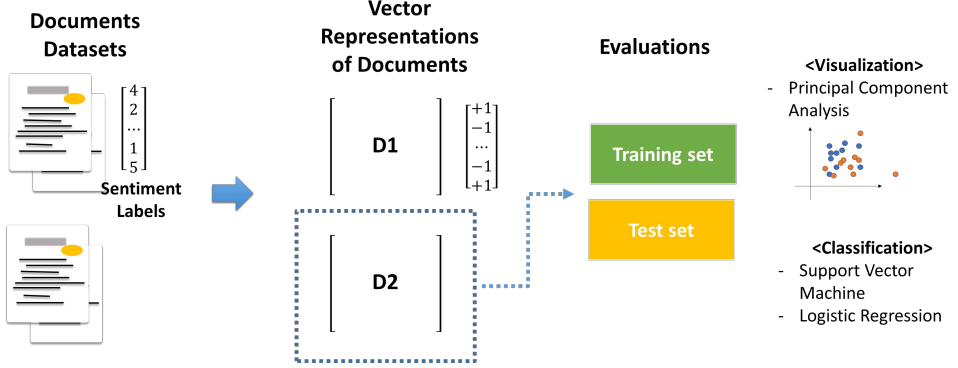 Documents
Datasets
4
2
...
1
5
Sentiment
Labels
Vector
Representations
of Documents
D1
+1
−1
...
−1
+1
D2
Evaluations
Training set
Test set
<Visualization>
- Principal Component
Analysis
<Classification>
- Support Vector
Machine
- Logistic Regression